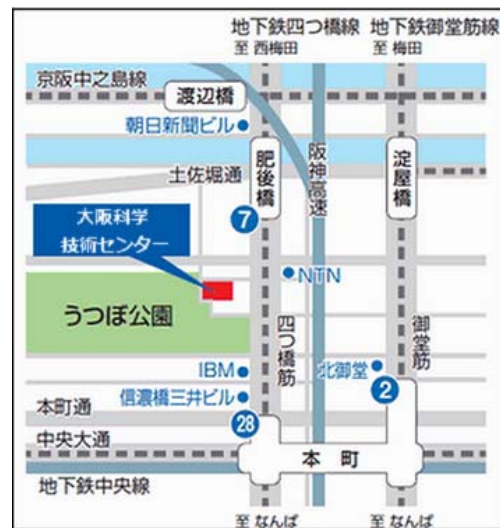 地下鉄四つ橋線
地下鉄御堂筋線
至 西梅田
至 梅田
京阪中之島線
渡辺橋
朝日新聞ビル
土佐堀通
肥後橋
阪神高速
淀屋橋
大阪科学
技術センター
7
NTN
うつぼ公園
四つ橋筋
御堂筋
IBM
北御堂
2
信濃橋三井ビル
本町通
28
中央大通
本町
地下鉄中央線
至 なんば
至 なんば